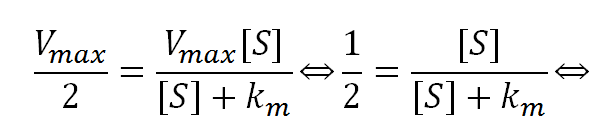 V_max/2 = V_max[S]/([S] + k_m) ⇔ 1/2 = [S]/([S] + k_m) ⇔